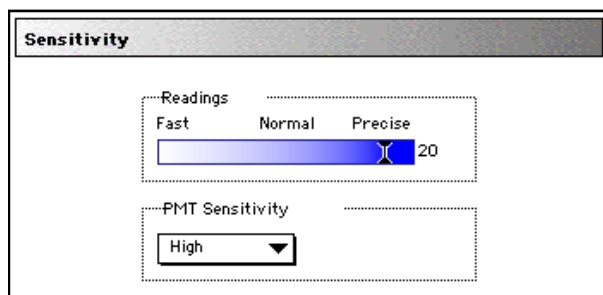 Sensitivity
Readings
Fast Normal Precise
20
PMT Sensitivity
High